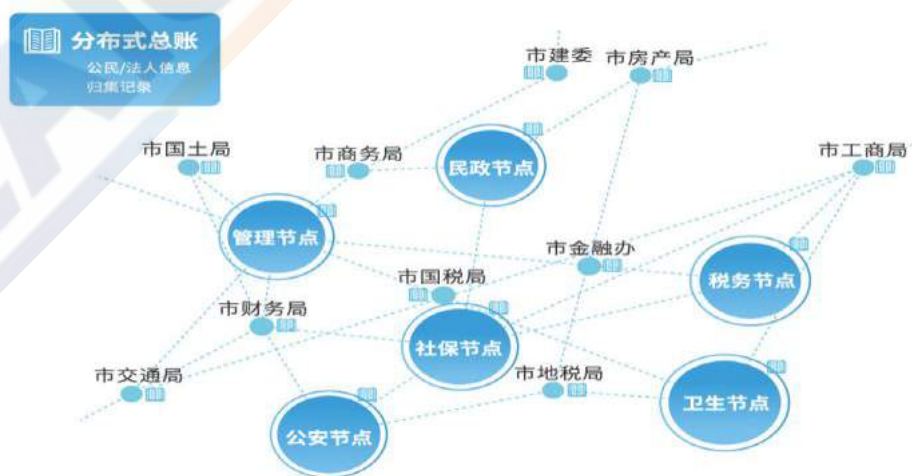 分布式总账
公民/法人信息
归集记录
市建委
市房产局
市国土局
市商务局
民政节点
市工商局
管理节点
市金融办
市国税局
税务节点
市财务局
社保节点
市交通局
市地税局
卫生节点
公安节点